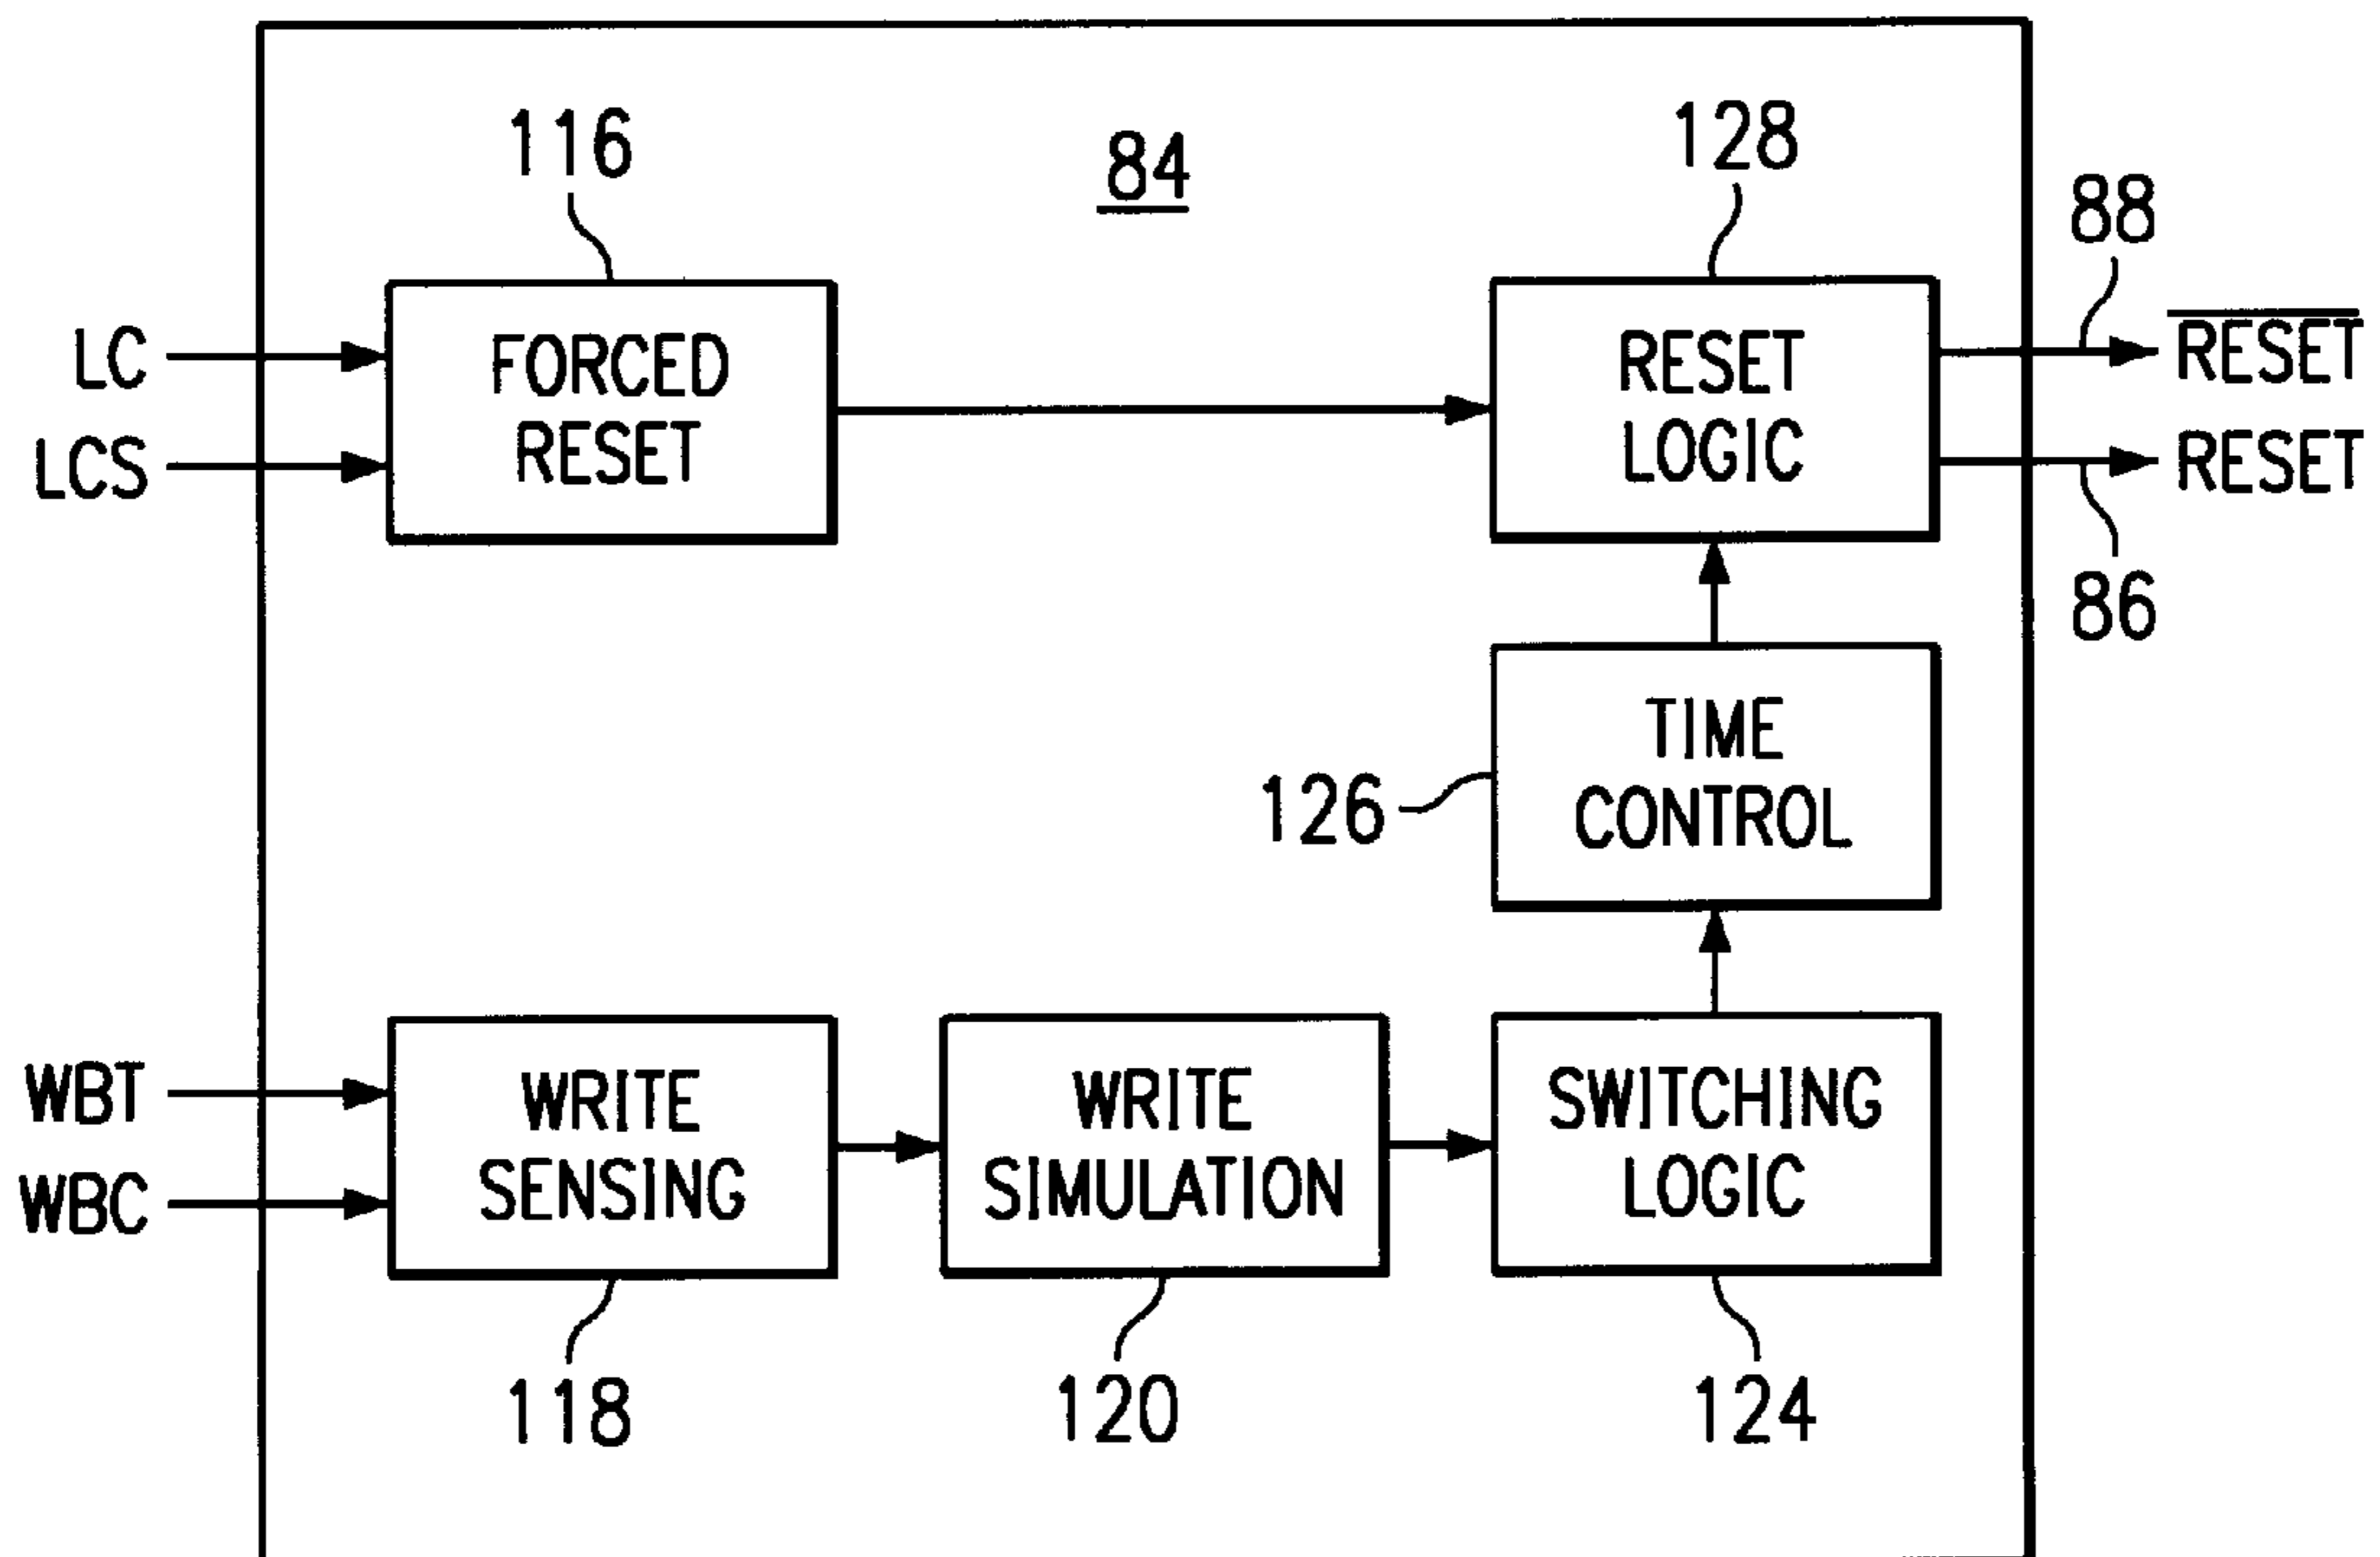 116
84
128
88
LC
LCS
FORCED
RESET
RESET
LOGIC
RESET
RESET
86
126
TIME
CONTROL
WBT
WBC
WRITE
SENSING
WRITE
SIMULATION
SWITCHING
LOGIC
118
120
124